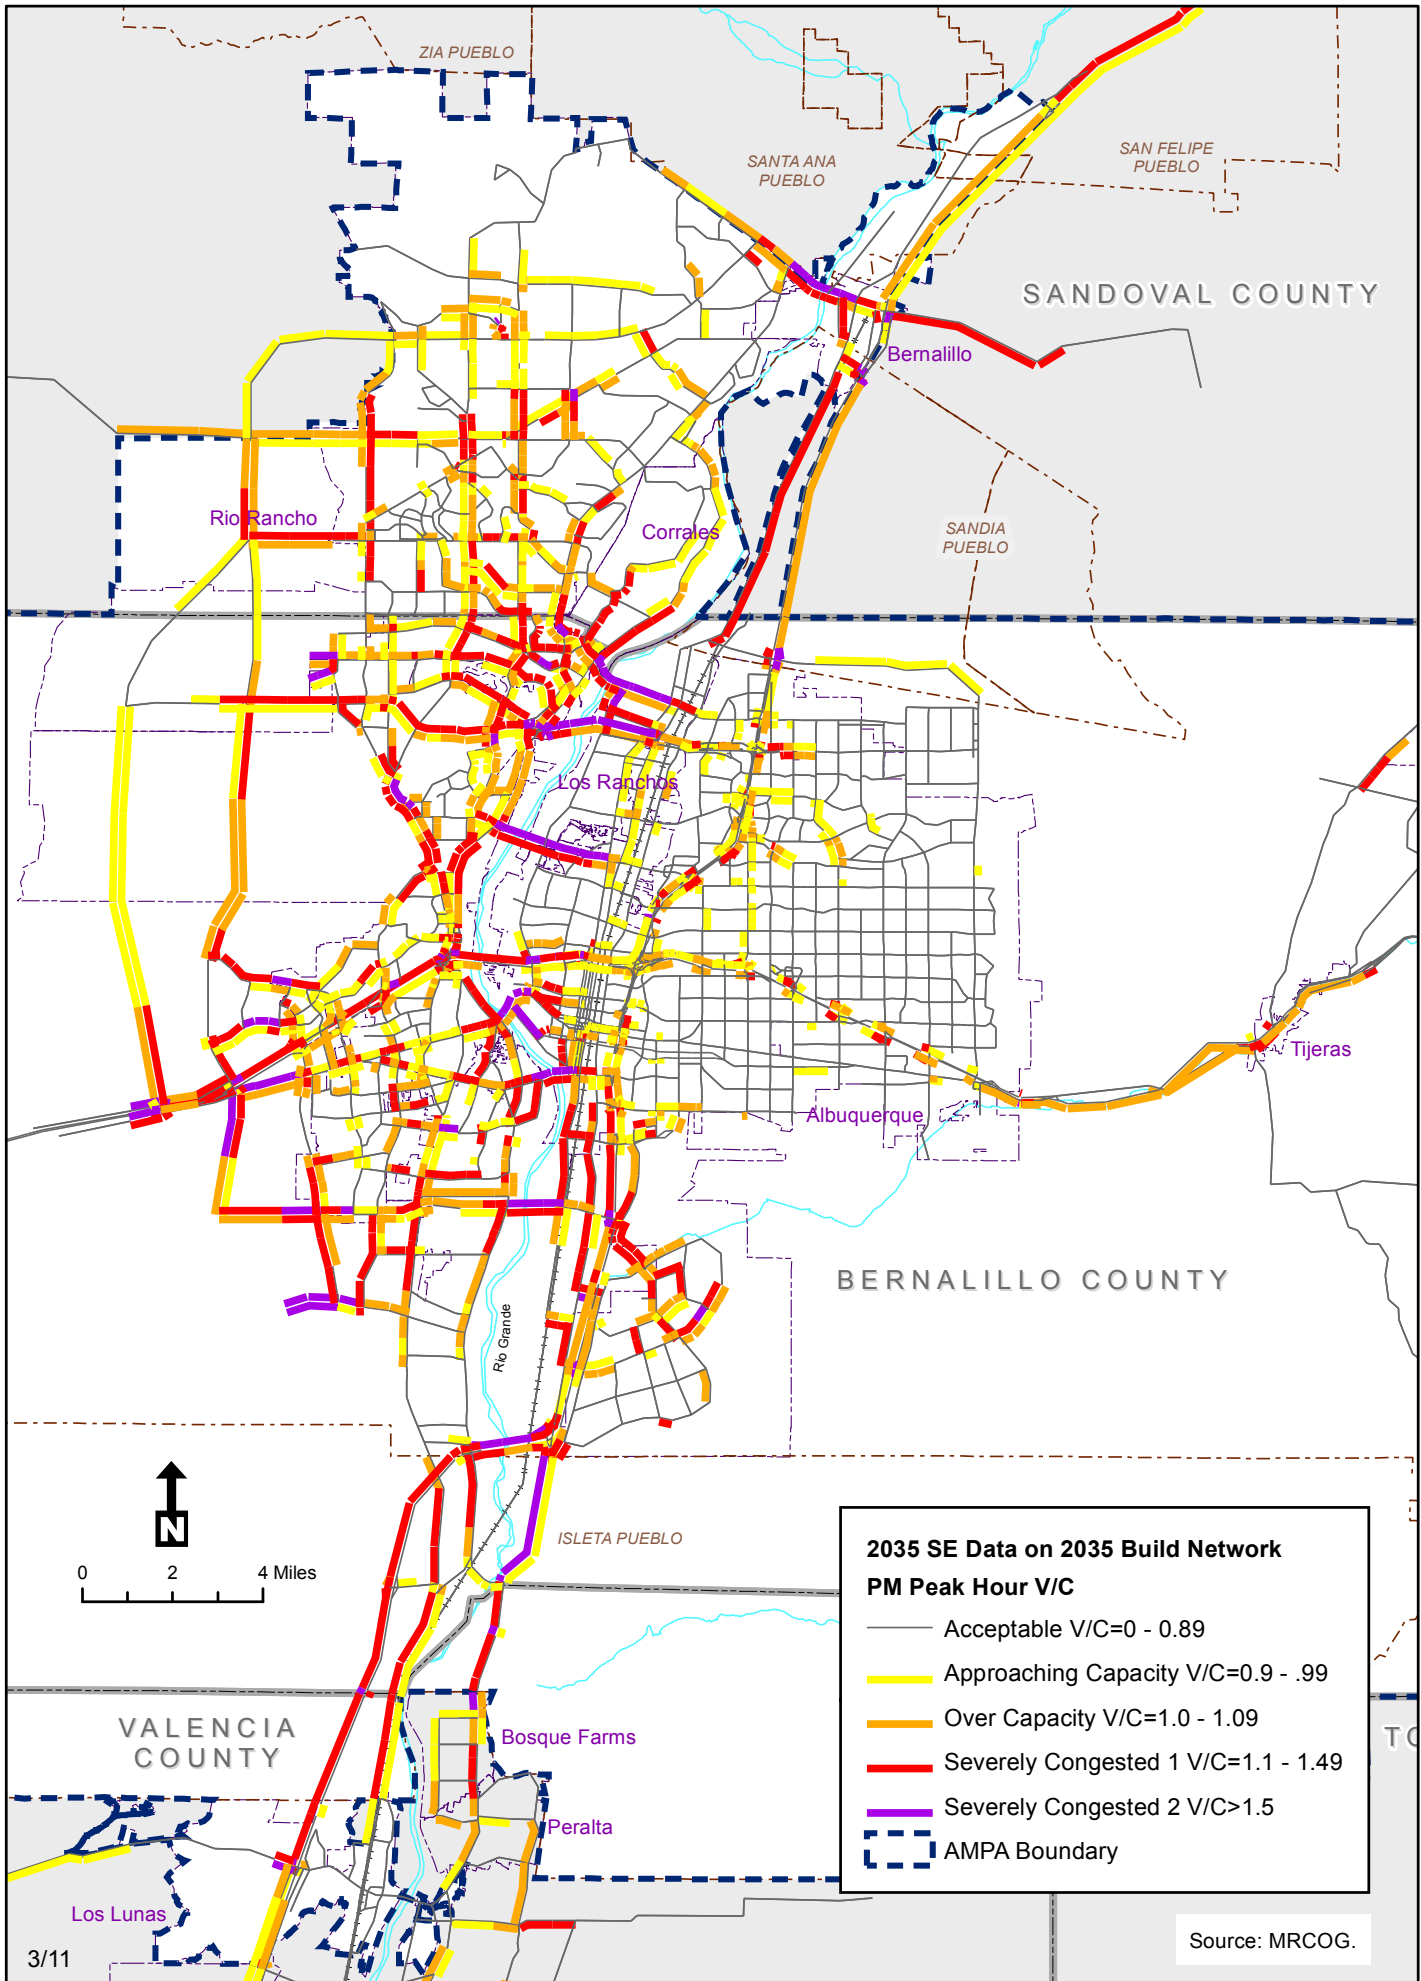 ZIA PUEBLO
SANTA ANA
PUEBLO
SAN FELIPE
PUEBLO
SANDOVAL COUNTY
Bernalillo
Rio Rancho
Corrales
SANDIA
PUEBLO
Los Ranchos
Tijeras
Albuquerque
BERNALILLO COUNTY
Rio Grande
N
0 2 4 Miles
ISLETA PUEBLO
VALENCIA
COUNTY
Bosque Farms
Peralta
Los Lunas
TO
2035 SE Data on 2035 Build Network
PM Peak Hour V/C
Acceptable V/C=0 - 0.89
Approaching Capacity V/C=0.9 - .99
Over Capacity V/C=1.0 - 1.09
Severely Congested 1 V/C=1.1 - 1.49
Severely Congested 2 V/C>1.5
AMPA Boundary
3/11
Source: MRCOG.